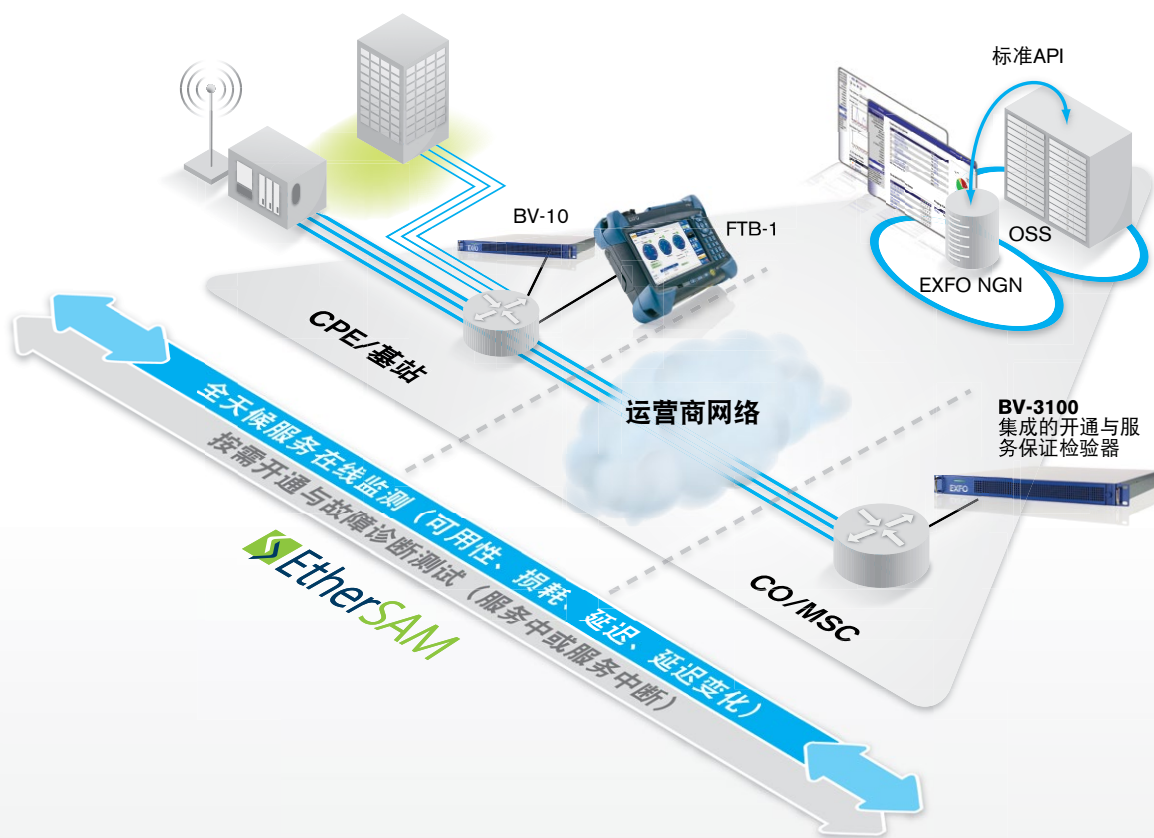 标准API
BV-10
FTB-1
OSS
EXFO NGN
CPE/基站
运营商网络
BV-3100
集成的开通与服
务保证检验器
EXFO
CO/MSC
全天候服务在线监测（可用性、损耗、延迟、延迟变化）
按需开通与故障诊断测试（服务中或服务中断）
EtherSAM